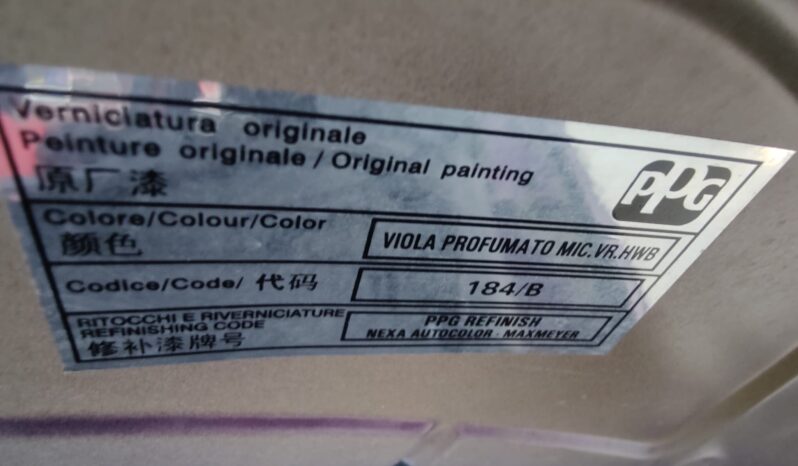 Verniciatura originale
Peinture originale / Original painting
原厂漆
PPG
Colore/Colour/Color
颜色
VIOLA PROFUMATO MIC.VR.HWB
Codice/Code/ 代码
184/B
RITOCCHI E RIVERNICIATURE
REFINISHING CODE
修补漆牌号
PPG REFINISH
NEXA AUTOCOLOR - MAXMEYER